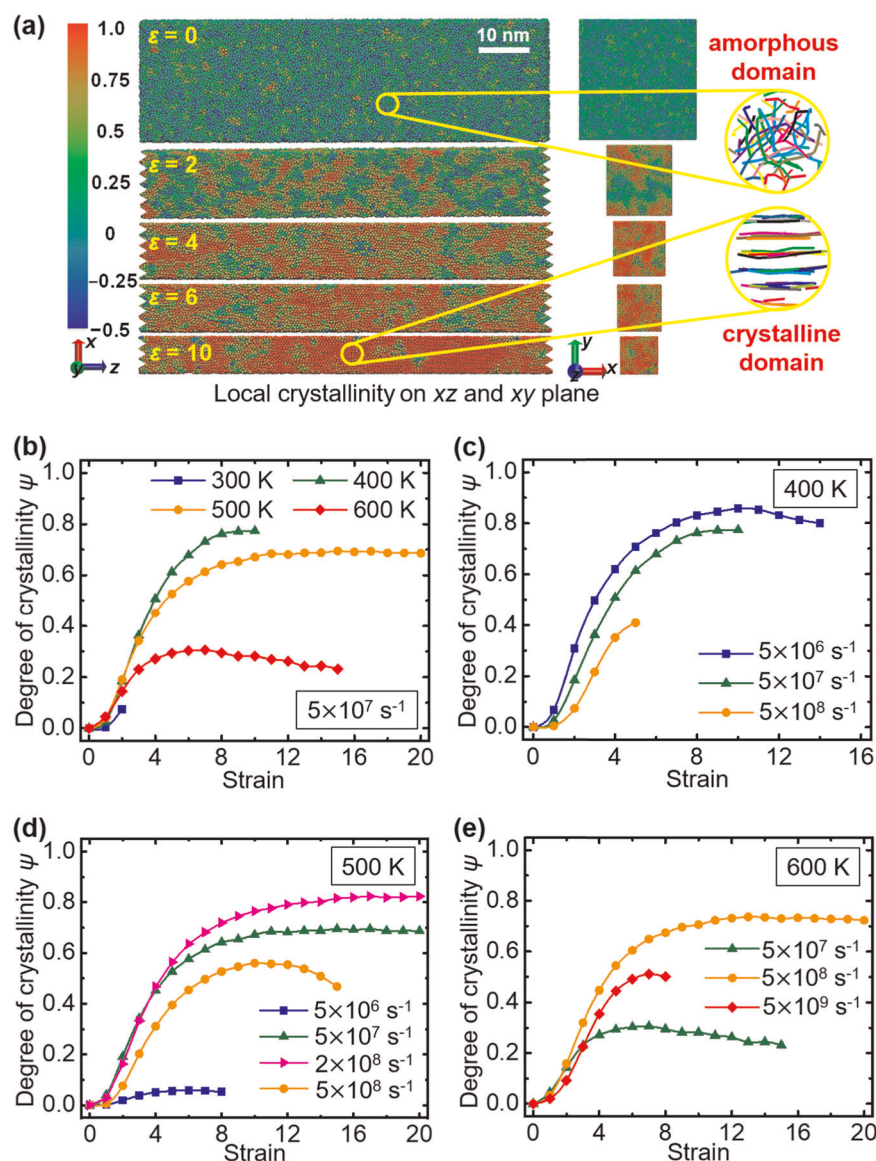 (a)
1.0
0.75
0.5
0.25
0
−0.25
−0.5
x
y
z
ε = 0
10 nm
ε = 2
ε = 4
ε = 6
ε = 10
y
z
x
amorphous
domain
crystalline
domain
Local crystallinity on xz and xy plane
(b)
Degree of crystallinity ψ
1.0
0.8
0.6
0.4
0.2
0.0
300 K
400 K
500 K
600 K
5×10⁷ s⁻¹
0 4 8 12 16 20
Strain
(c)
Degree of crystallinity ψ
1.0
0.8
0.6
0.4
0.2
0.0
400 K
5×10⁶ s⁻¹
5×10⁷ s⁻¹
5×10⁸ s⁻¹
0 4 8 12 16
Strain
(d)
Degree of crystallinity ψ
1.0
0.8
0.6
0.4
0.2
0.0
500 K
5×10⁶ s⁻¹
5×10⁷ s⁻¹
2×10⁸ s⁻¹
5×10⁸ s⁻¹
0 4 8 12 16 20
Strain
(e)
Degree of crystallinity ψ
1.0
0.8
0.6
0.4
0.2
0.0
600 K
5×10⁷ s⁻¹
5×10⁸ s⁻¹
5×10⁹ s⁻¹
0 4 8 12 16 20
Strain